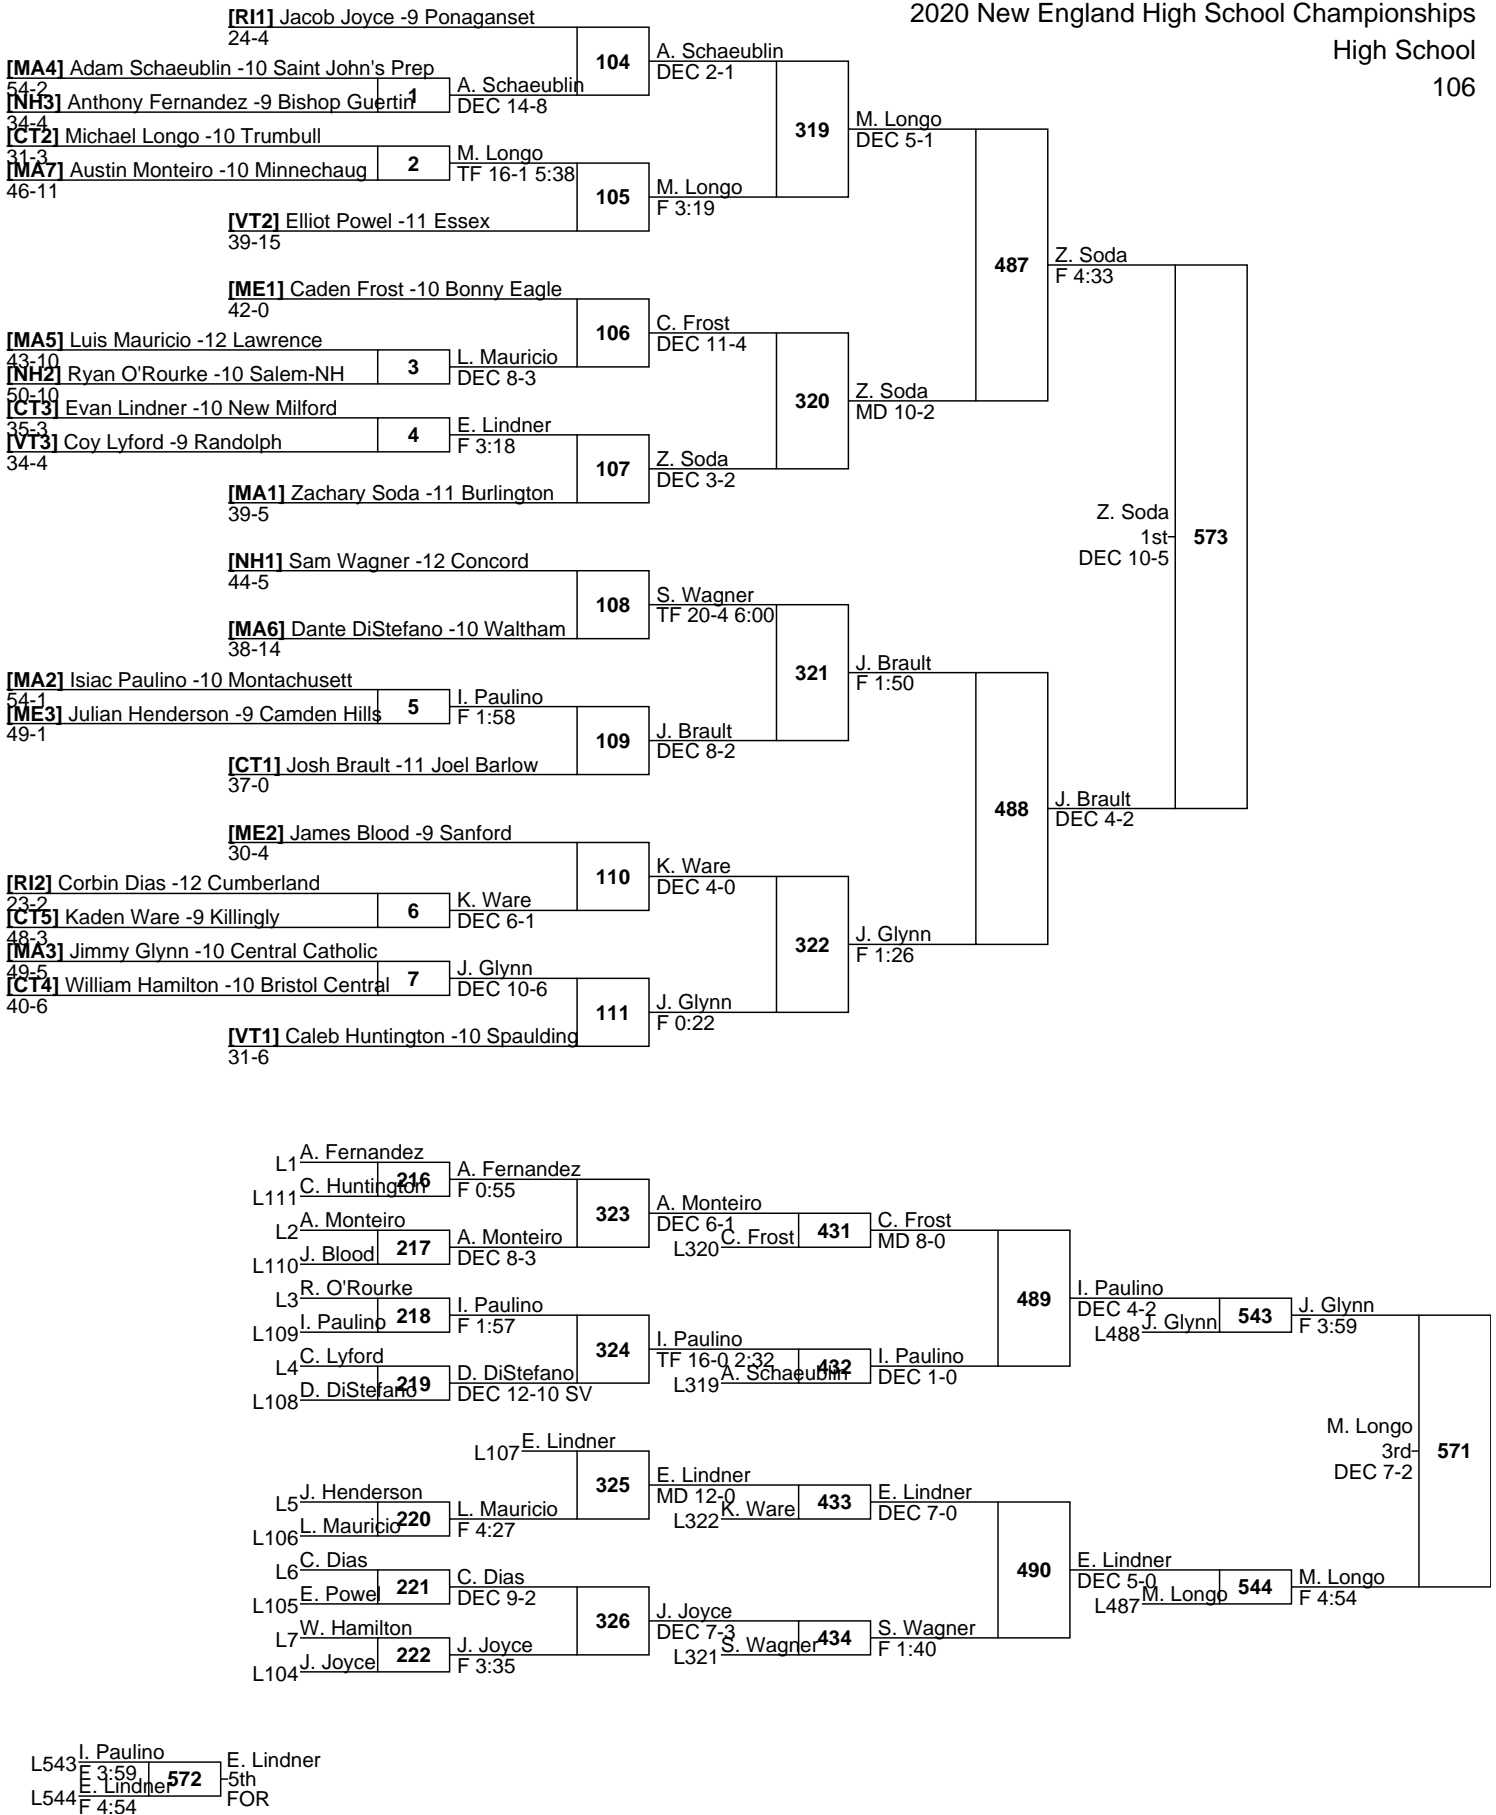 2020 New England High School Championships
High School
106
[RI1] Jacob Joyce -9 Ponaganset
24-4
[MA4] Adam Schaeublin -10 Saint John's Prep
54-2
[NH3] Anthony Fernandez -9 Bishop Guertin
34-4
[CT2] Michael Longo -10 Trumbull
31-3
[MA7] Austin Monteiro -10 Minnechaug
46-11
[VT2] Elliot Powel -11 Essex
39-15
[ME1] Caden Frost -10 Bonny Eagle
42-0
[MA5] Luis Mauricio -12 Lawrence
43-10
[NH2] Ryan O'Rourke -10 Salem-NH
50-10
[CT3] Evan Lindner -10 New Milford
35-3
[VT3] Coy Lyford -9 Randolph
34-4
[MA1] Zachary Soda -11 Burlington
39-5
[NH1] Sam Wagner -12 Concord
44-5
[MA6] Dante DiStefano -10 Waltham
38-14
[MA2] Isiac Paulino -10 Montachusett
54-1
[ME3] Julian Henderson -9 Camden Hills
49-1
[CT1] Josh Brault -11 Joel Barlow
37-0
[ME2] James Blood -9 Sanford
30-4
[RI2] Corbin Dias -12 Cumberland
23-2
[CT5] Kaden Ware -9 Killingly
48-3
[MA3] Jimmy Glynn -10 Central Catholic
49-5
[CT4] William Hamilton -10 Bristol Central
40-6
[VT1] Caleb Huntington -10 Spaulding
31-6
1
A. Schaeublin
DEC 14-8
2
M. Longo
TF 16-1 5:38
3
L. Mauricio
DEC 8-3
4
E. Lindner
F 3:18
5
I. Paulino
F 1:58
6
K. Ware
DEC 6-1
7
J. Glynn
DEC 10-6
104
A. Schaeublin
DEC 2-1
105
M. Longo
F 3:19
106
C. Frost
DEC 11-4
107
Z. Soda
DEC 3-2
108
S. Wagner
TF 20-4 6:00
109
J. Brault
DEC 8-2
110
K. Ware
DEC 4-0
111
J. Glynn
F 0:22
319
M. Longo
DEC 5-1
320
Z. Soda
MD 10-2
321
J. Brault
F 1:50
322
J. Glynn
F 1:26
487
Z. Soda
F 4:33
488
J. Brault
DEC 4-2
Z. Soda
1st
DEC 10-5
573
L1 A. Fernandez
L111 C. Huntington
216
A. Fernandez
F 0:55
L2 A. Monteiro
L110 J. Blood
217
A. Monteiro
DEC 8-3
L3 R. O'Rourke
L109 I. Paulino
218
I. Paulino
F 1:57
L4 C. Lyford
L108 D. DiStefano
219
D. DiStefano
DEC 12-10 SV
L107 E. Lindner
L5 J. Henderson
L106 L. Mauricio
220
L. Mauricio
F 4:27
L6 C. Dias
L105 E. Powel
221
C. Dias
DEC 9-2
L7 W. Hamilton
L104 J. Joyce
222
J. Joyce
F 3:35
323
A. Monteiro
DEC 6-1
L320 C. Frost
324
I. Paulino
TF 16-0 2:32
L319 A. Schaeublin
325
E. Lindner
MD 12-0
L322 K. Ware
326
J. Joyce
DEC 7-3
L321 S. Wagner
431
C. Frost
MD 8-0
432
I. Paulino
DEC 1-0
433
E. Lindner
DEC 7-0
434
S. Wagner
F 1:40
489
I. Paulino
DEC 4-2
L488 J. Glynn
490
E. Lindner
DEC 5-0
L487 M. Longo
543
J. Glynn
F 3:59
544
M. Longo
F 4:54
M. Longo
3rd
DEC 7-2
571
L543 I. Paulino
F 3:59
L544 E. Lindner
F 4:54
572
E. Lindner
5th
FOR